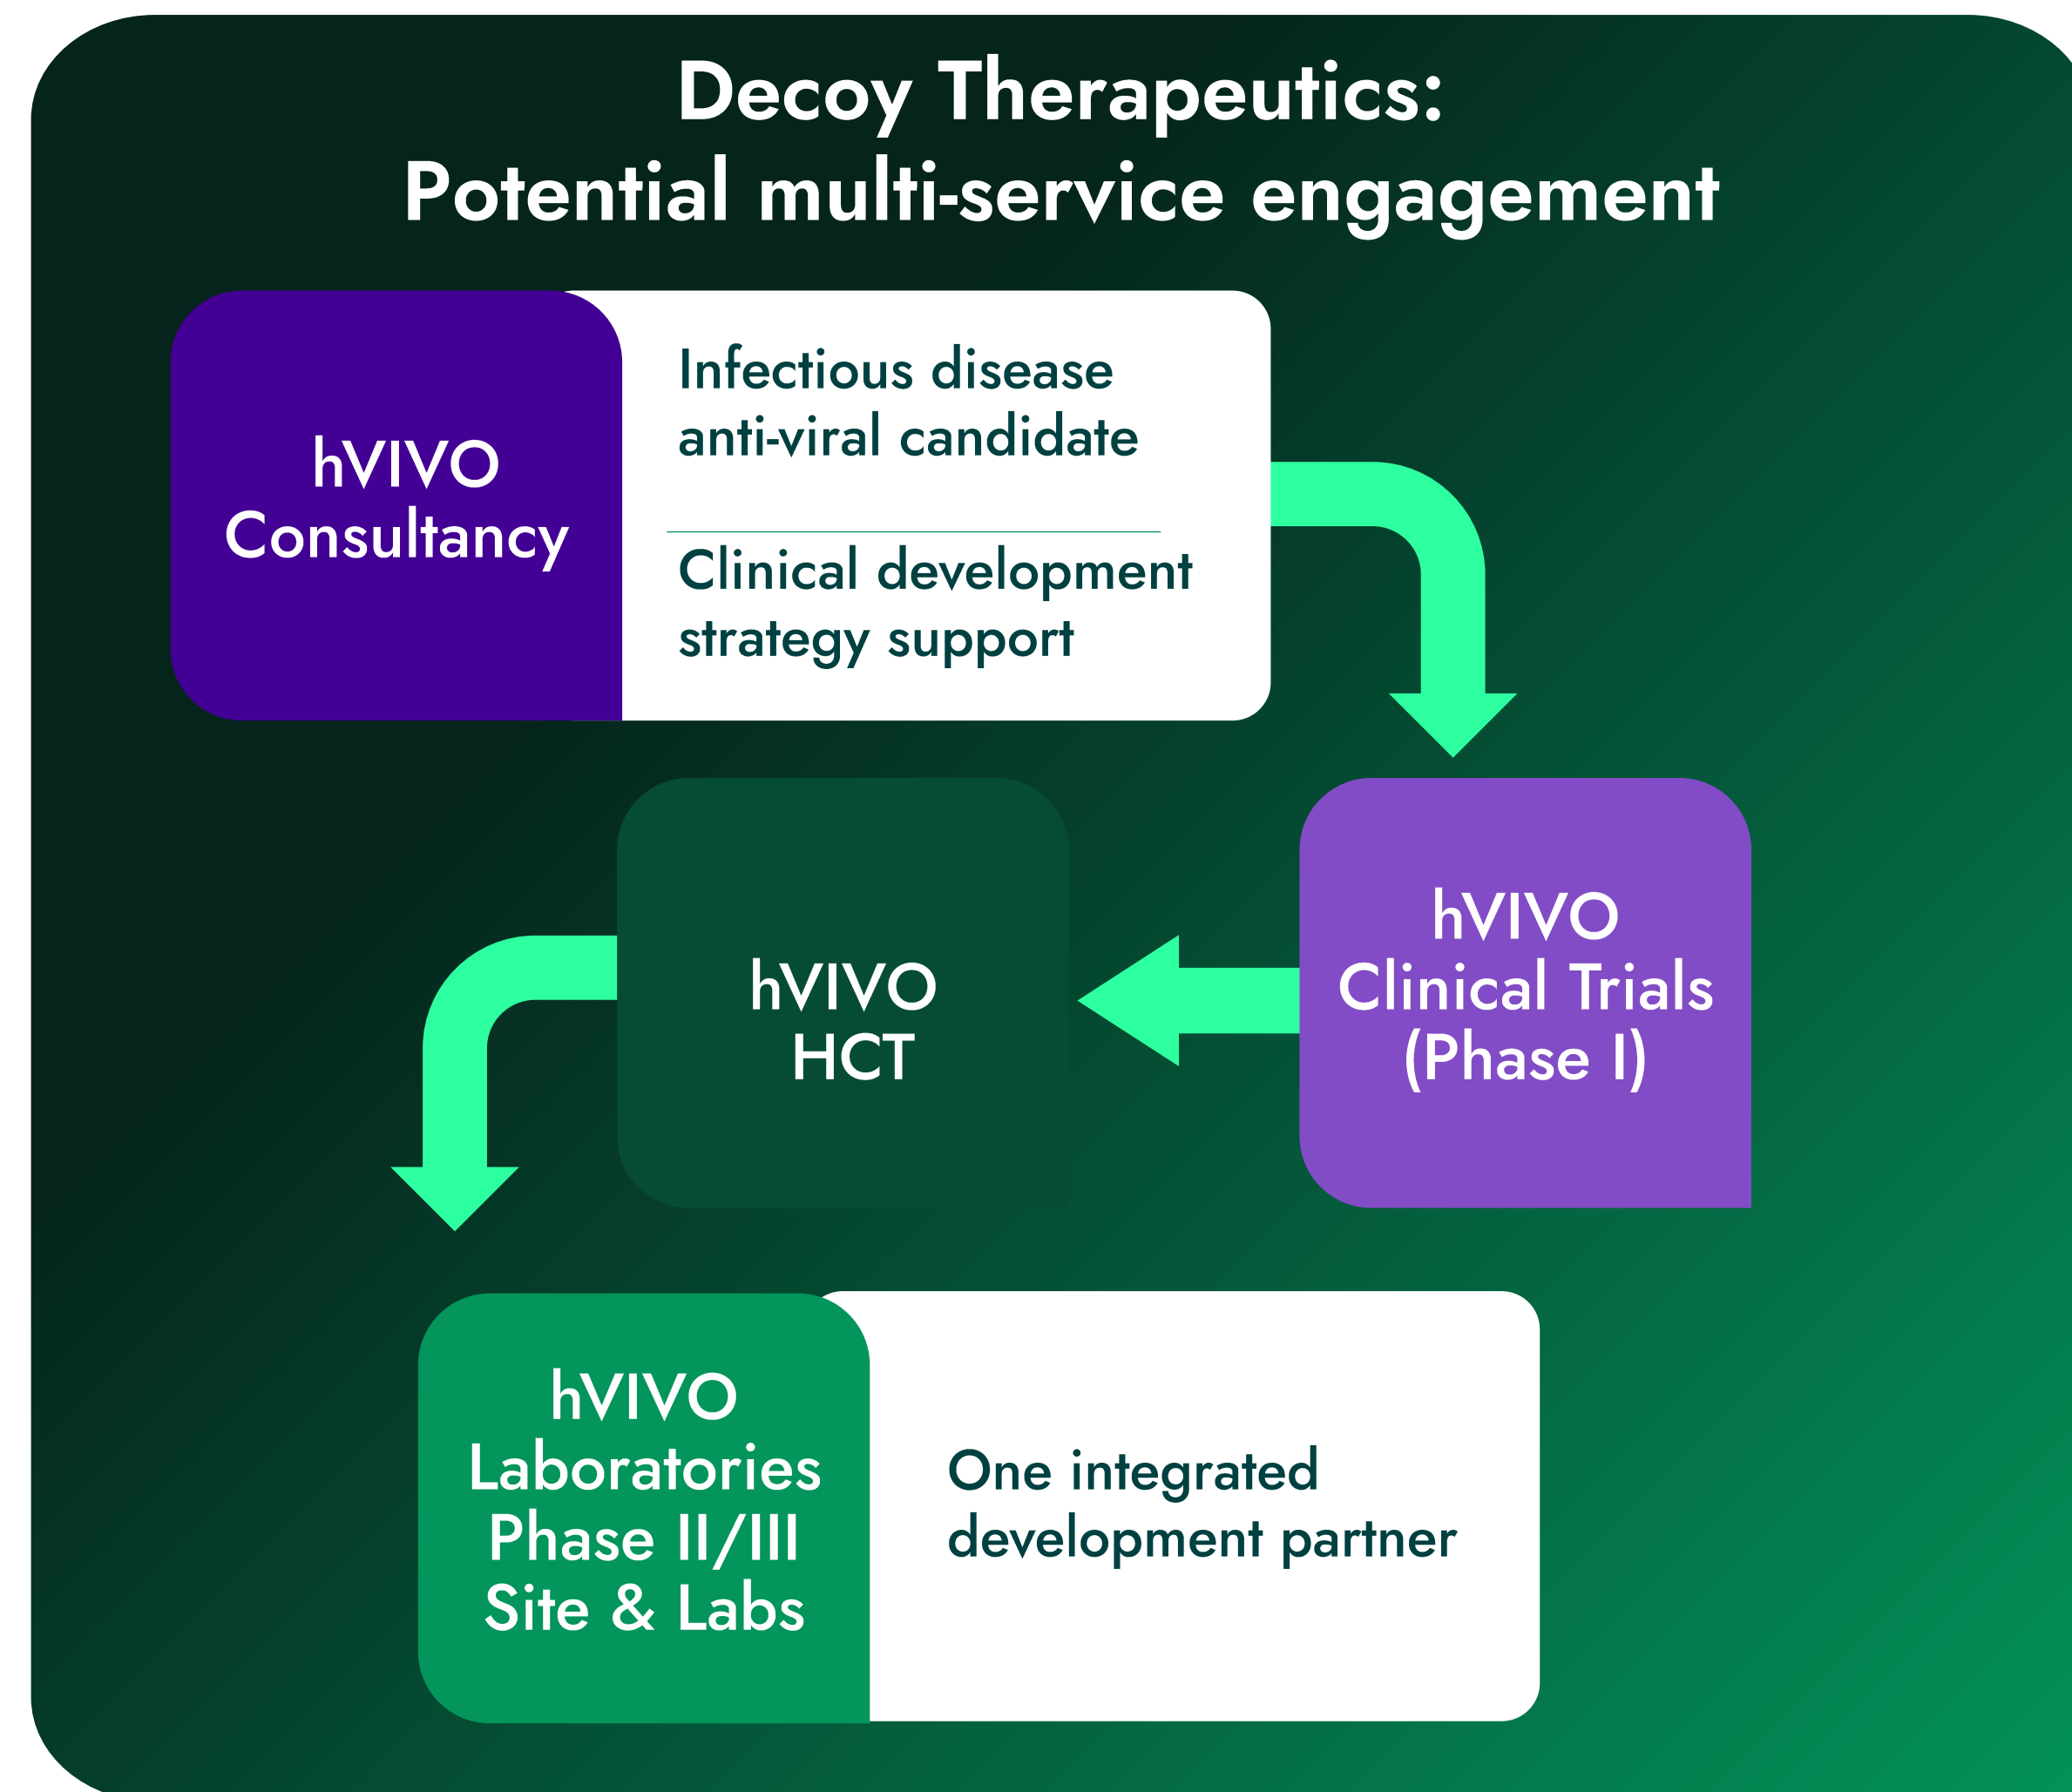 Decoy Therapeutics:
Potential multi-service engagement
hVIVO
Consultancy
Infectious disease
anti-viral candidate
Clinical development
strategy support
hVIVO
Clinical Trials
(Phase I)
hVIVO
HCT
hVIVO
Laboratories
Phase II/III
Site & Labs
One integrated
development partner